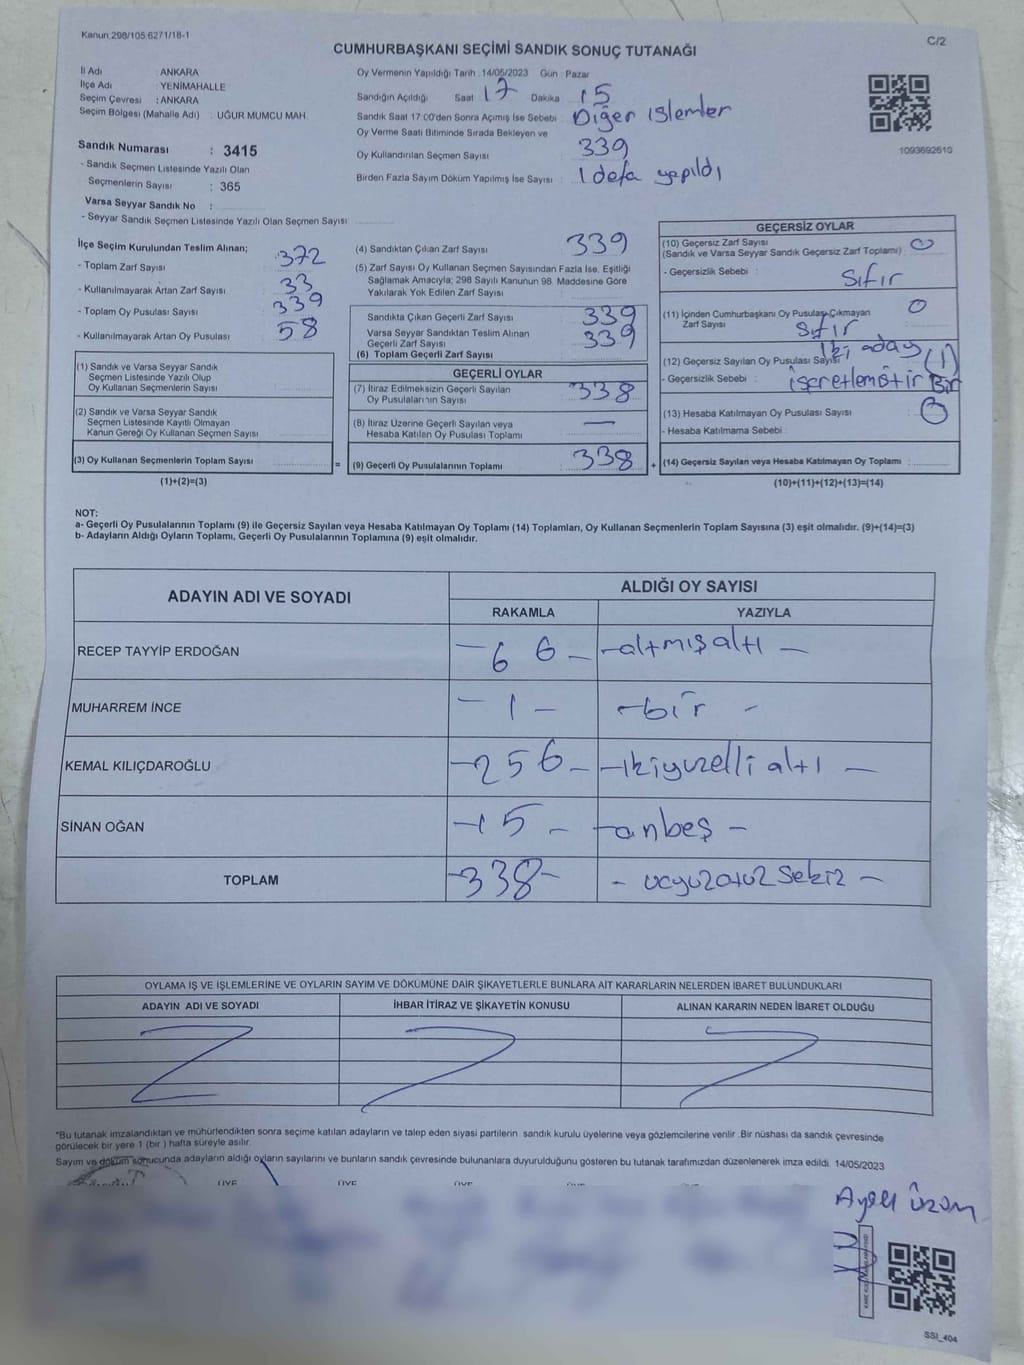 Kanun 298/105 6271/18-1
C/2
CUMHURBAŞKANI SEÇİMİ SANDIK SONUÇ TUTANAĞI
İl Adı : ANKARA
İlçe Adı : YENİMAHALLE
Seçim Çevresi : ANKARA
Seçim Bölgesi (Mahalle Adı) : UĞUR MUMCU MAH.
Sandık Numarası : 3415
- Sandık Seçmen Listesinde Yazılı Olan
Seçmenlerin Sayısı : 365
Varsa Seyyar Sandık No :
- Seyyar Sandık Seçmen Listesinde Yazılı Olan Seçmen Sayısı:
Oy Vermenin Yapıldığı Tarih : 14/05/2023 Gün : Pazar
Sandığın Açıldığı Saat 17 Dakika 15
Sandık Saat 17.00'den Sonra Açımış İse Sebebi : Diğer işlemler
Oy Verme Saati Bitiminde Sırada Bekleyen ve
Oy Kullandırılan Seçmen Sayısı : 339
Birden Fazla Sayım Döküm Yapılmış İse Sayısı : 1 defa yapıldı
1093692610
İlçe Seçim Kurulundan Teslim Alınan;
- Toplam Zarf Sayısı : 372
- Kullanılmayarak Artan Zarf Sayısı : 33
- Toplam Oy Pusulası Sayısı : 339
- Kullanılmayarak Artan Oy Pusulası : 58
(1) Sandık ve Varsa Seyyar Sandık
Seçmen Listesinde Yazılı Olup
Oy Kullanan Seçmenlerin Sayısı :
(2) Sandık ve Varsa Seyyar Sandık
Seçmen Listesinde Kayıtlı Olmayan
Kanun Gereği Oy Kullanan Seçmen Sayısı :
(3) Oy Kullanan Seçmenlerin Toplam Sayısı :
(1)+(2)=(3)
(4) Sandıktan Çıkan Zarf Sayısı : 339
(5) Zarf Sayısı Oy Kullanan Seçmen Sayısından Fazla İse, Eşitliği
Sağlamak Amacıyla; 298 Sayılı Kanunun 98. Maddesine Göre
Yakılarak Yok Edilen Zarf Sayısı :
Sandıkta Çıkan Geçerli Zarf Sayısı : 339
Varsa Seyyar Sandıktan Teslim Alınan
Geçerli Zarf Sayısı : 339
(6) Toplam Geçerli Zarf Sayısı :
GEÇERLİ OYLAR
(7) İtiraz Edilmeksizin Geçerli Sayılan
Oy Pusulalarının Sayısı : 338
(8) İtiraz Üzerine Geçerli Sayılan veya
Hesaba Katılan Oy Pusulası Toplamı : —
= (9) Geçerli Oy Pusulalarının Toplamı : 338
GEÇERSİZ OYLAR
(10) Geçersiz Zarf Sayısı 0
(Sandık ve Varsa Seyyar Sandık Geçersiz Zarf Toplamı) :
- Geçersizlik Sebebi : Sıfır
(11) İçinden Cumhurbaşkanı Oy Pusulası Çıkmayan 0
Zarf Sayısı : Sıfır
İki aday
(12) Geçersiz Sayılan Oy Pusulası Sayısı : (1)
- Geçersizlik Sebebi : işeretlemiştir Bir
(13) Hesaba Katılmayan Oy Pusulası Sayısı : 0
- Hesaba Katılmama Sebebi :
+ (14) Geçersiz Sayılan veya Hesaba Katılmayan Oy Toplamı :
(10)+(11)+(12)+(13)=(14)
NOT:
a- Geçerli Oy Pusulalarının Toplamı (9) ile Geçersiz Sayılan veya Hesaba Katılmayan Oy Toplamı (14) Toplamları, Oy Kullanan Seçmenlerin Toplam Sayısına (3) eşit olmalıdır. (9)+(14)=(3)
b- Adayların Aldığı Oyların Toplamı, Geçerli Oy Pusulalarının Toplamına (9) eşit olmalıdır.
ADAYIN ADI VE SOYADI
ALDIĞI OY SAYISI
RAKAMLA YAZIYLA
RECEP TAYYİP ERDOĞAN - 66 - - altmışaltı -
MUHARREM İNCE - 1 - - bir -
KEMAL KILIÇDAROĞLU - 256 - - ikiyuzelli altı -
SİNAN OĞAN - 15 - - onbeş -
TOPLAM - 338 - - ucyuzotuz Sekiz -
OYLAMA İŞ VE İŞLEMLERİNE VE OYLARIN SAYIM VE DÖKÜMÜNE DAİR ŞİKAYETLERLE BUNLARA AİT KARARLARIN NELERDEN İBARET BULUNDUKLARI
ADAYIN ADI VE SOYADI İHBAR İTİRAZ VE ŞİKAYETİN KONUSU ALINAN KARARIN NEDEN İBARET OLDUĞU
*Bu tutanak imzalandıktan ve mühürlendikten sonra seçime katılan adayların ve talep eden siyasi partilerin sandık kurulu üyelerine veya gözlemcilerine verilir. Bir nüshası da sandık çevresinde
görülecek bir yere 1 (bir ) hafta süreyle asılır.
Sayım ve döküm sonucunda adayların aldığı oyların sayılarını ve bunların sandık çevresinde bulunanlara duyurulduğunu gösteren bu tutanak tarafımızdan düzenlenerek imza edildi. 14/05/2023
ÜYE ÜYE ÜYE
SSI_404